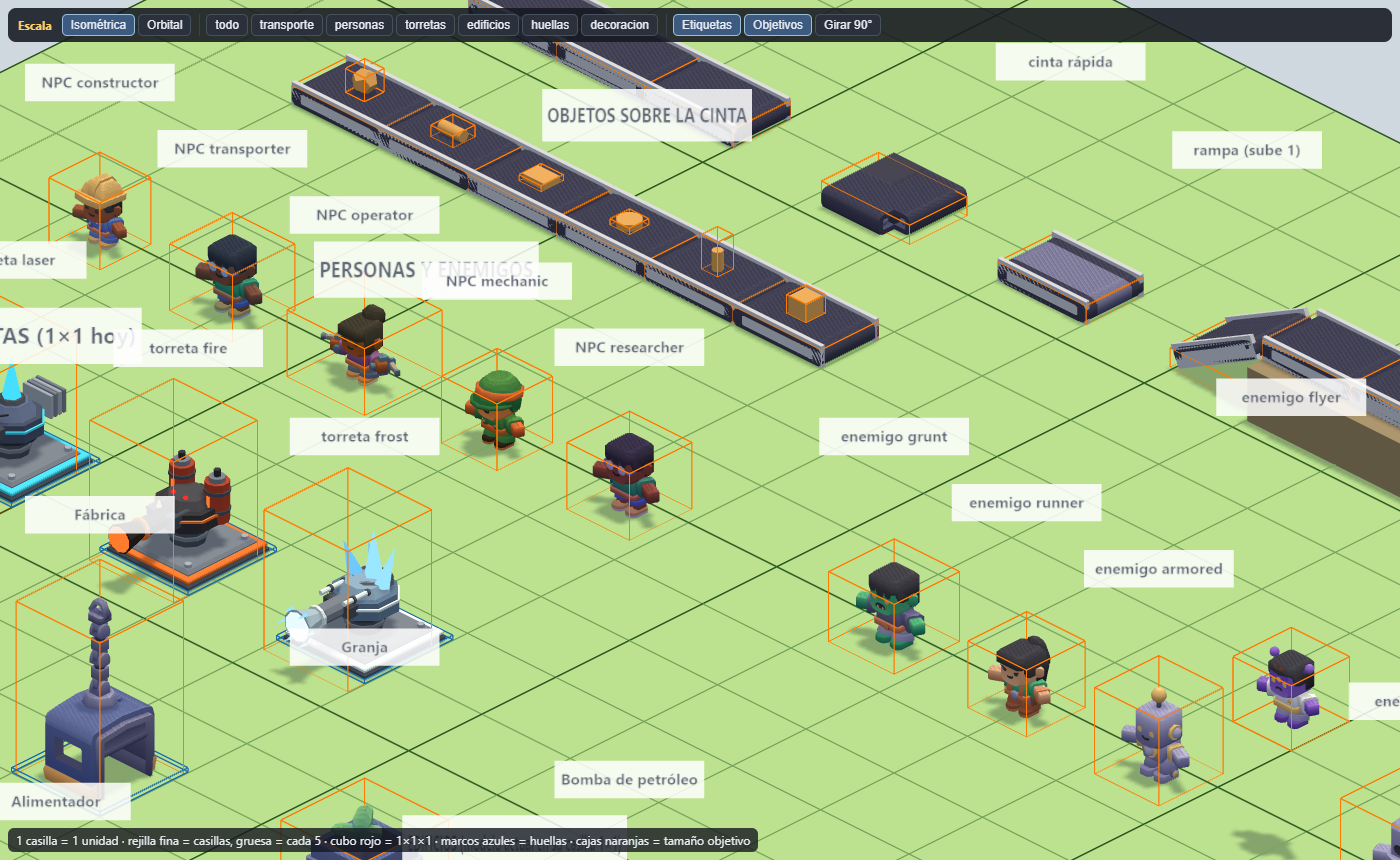 Escala Isométrica Orbital todo transporte personas torretas edificios huellas decoracion Etiquetas Objetivos Girar 90°
cinta rápida
NPC constructor
OBJETOS SOBRE LA CINTA
NPC transporter
rampa (sube 1)
NPC operator
eta laser
PERSONAS Y ENEMIGOS
NPC mechanic
TAS (1×1 hoy)
torreta fire
NPC researcher
enemigo flyer
torreta frost
enemigo grunt
enemigo runner
Fábrica
enemigo armored
Granja
ene
Bomba de petróleo
Alimentador
1 casilla = 1 unidad · rejilla fina = casillas, gruesa = cada 5 · cubo rojo = 1×1×1 · marcos azules = huellas · cajas naranjas = tamaño objetivo